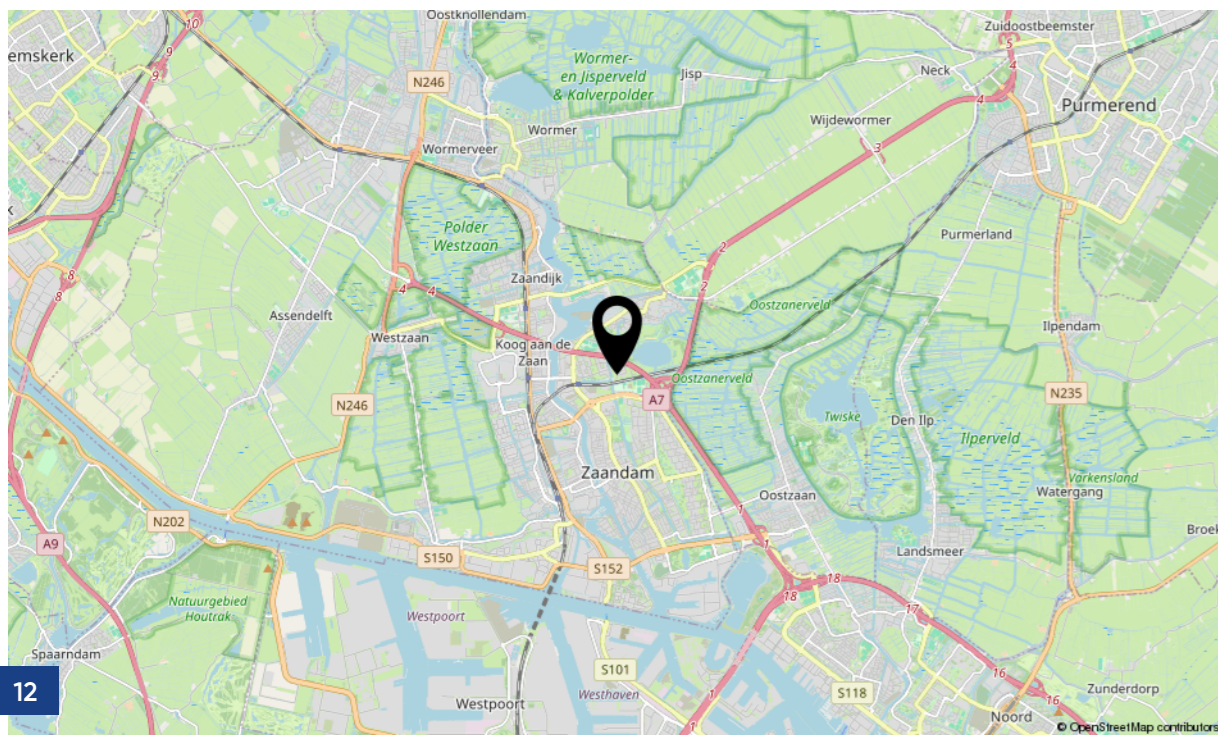 Oostknollendam
10
Zuidoostbeemster
5
emskerk
9
9
Wormer-
en Jisperveld
& Kalverpolder
Jisp
Neck
4
N246
4
Purmerend
Wormer
Wijdewormer
3
Wormerveer
k
Polder
Westzaan
2
Purmerland
8
8
Zaandijk
4
4
2
Oostzanerveld
Assendelft
Westzaan
Koog aan de
Zaan
Ilpendam
Oostzanerveld
N246
A7
N235
Twiske
Den Ilp
Ilperveld
Zaandam
Varkensland
Oostzaan
Watergang
1
N202
Broek
A9
S150
S152
1
Landsmeer
18
18
Natuurgebied
Houtrak
Westpoort
17
Spaarndam
S101
16
12
Westhaven
1
S118
16
Zunderdorp
Westpoort
Noord
1
© OpenStreetMap contributors